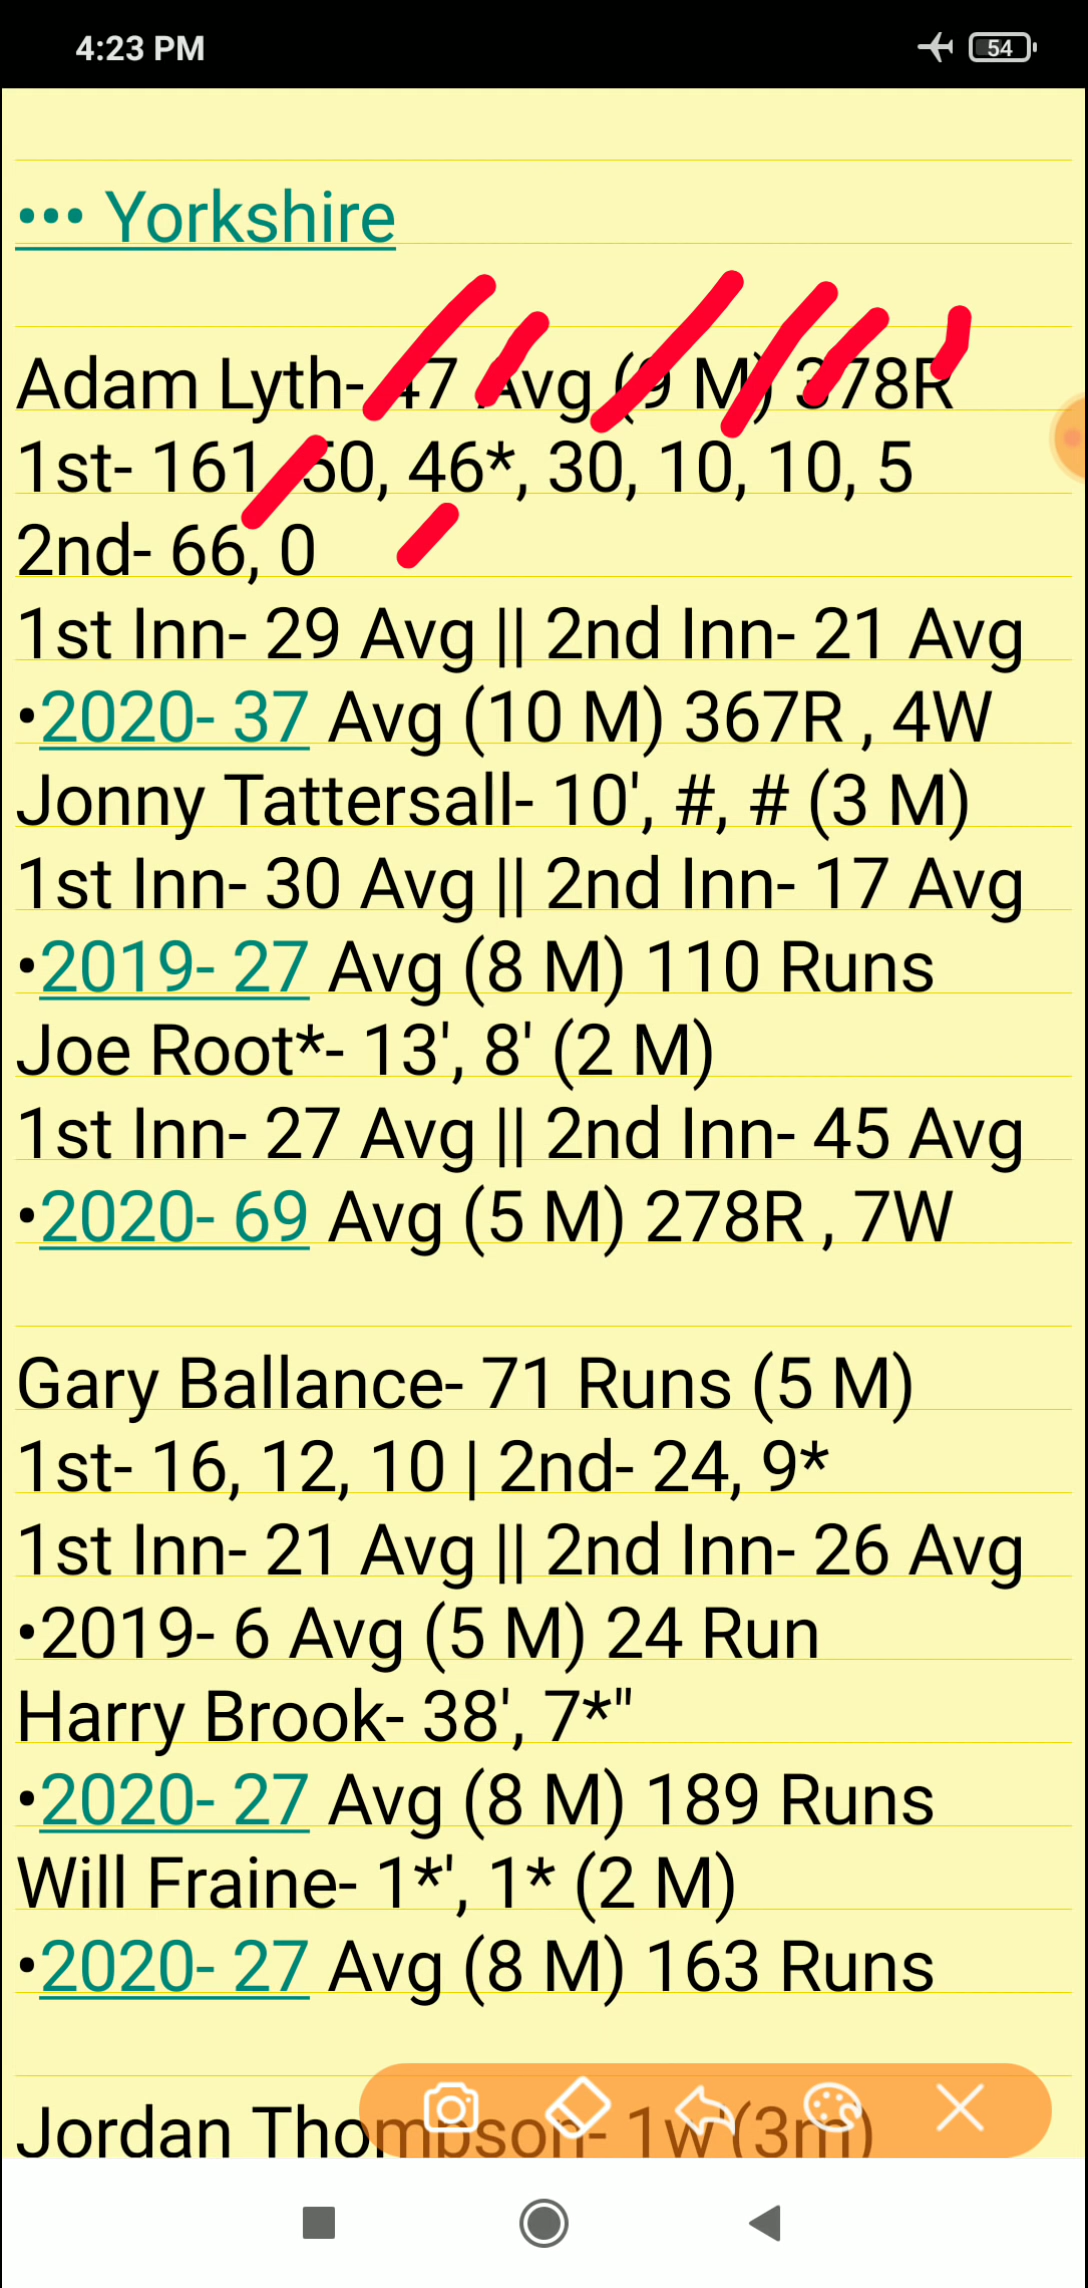 4:23 PM
54
••• Yorkshire
Adam Lyth- 47 Avg (9 M) 378R
1st- 161, 50, 46*, 30, 10, 10, 5
2nd- 66, 0
1st Inn- 29 Avg || 2nd Inn- 21 Avg
•2020- 37 Avg (10 M) 367R , 4W
Jonny Tattersall- 10', #, # (3 M)
1st Inn- 30 Avg || 2nd Inn- 17 Avg
•2019- 27 Avg (8 M) 110 Runs
Joe Root*- 13', 8' (2 M)
1st Inn- 27 Avg || 2nd Inn- 45 Avg
•2020- 69 Avg (5 M) 278R , 7W
Gary Ballance- 71 Runs (5 M)
1st- 16, 12, 10 | 2nd- 24, 9*
1st Inn- 21 Avg || 2nd Inn- 26 Avg
•2019- 6 Avg (5 M) 24 Run
Harry Brook- 38', 7*"
•2020- 27 Avg (8 M) 189 Runs
Will Fraine- 1*', 1* (2 M)
•2020- 27 Avg (8 M) 163 Runs
Jordan Thompson- 1w'(3m)